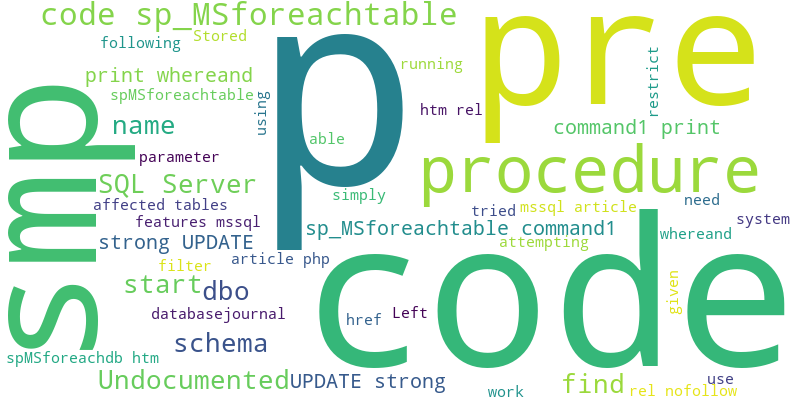 code sp_MSforeachtable
p
pre
following
Stored
print whereand
running
restrict
spMSforeachtable
using
htm rel
smp
name
able
command1 print
parameter
procedure
SQL Server
simply
affected tables
tried
mssql article
need
features mssql
system
sp_MSforeachtable command1
whereand
strong UPDATE
attempting
code
filter
article php
start
dbo
given
databasejournal
href
Left
schema
spMSforeachdb htm
Undocumented
UPDATE strong
find
use
work
rel nofollow